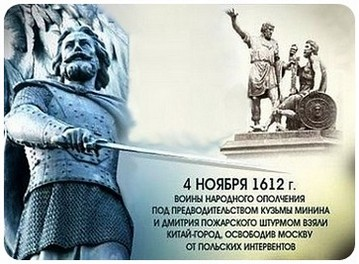 4 НОЯБРЯ 1612 г.
ВОИНЫ НАРОДНОГО ОПОЛЧЕНИЯ
ПОД ПРЕДВОДИТЕЛЬСТВОМ КУЗЬМЫ МИНИНА
И ДМИТРИЯ ПОЖАРСКОГО ШТУРМОМ ВЗЯЛИ
КИТАЙ-ГОРОД, ОСВОБОДИВ МОСКВУ
ОТ ПОЛЬСКИХ ИНТЕРВЕНТОВ